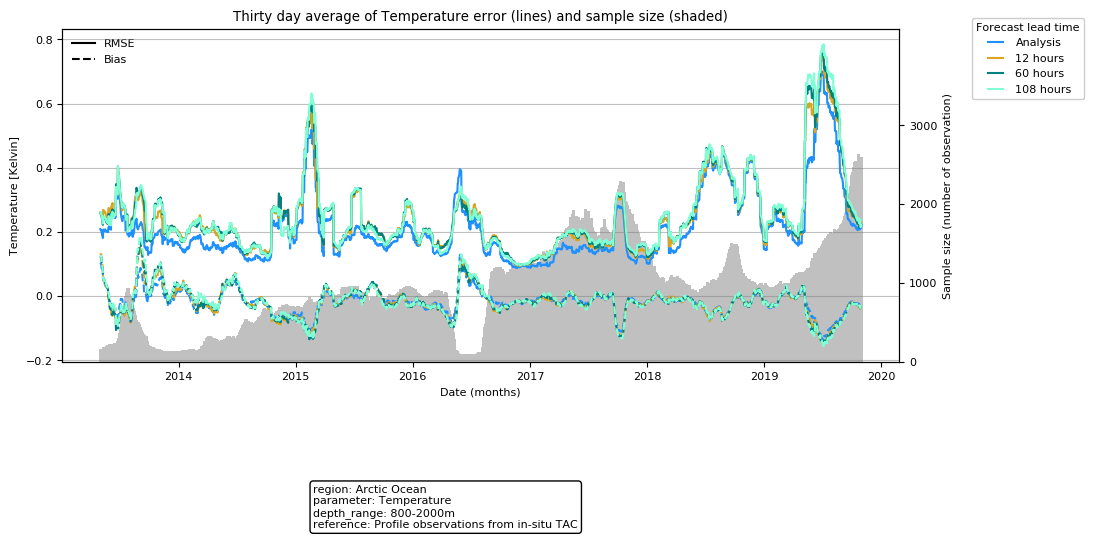 Thirty day average of Temperature error (lines) and sample size (shaded)
Forecast lead time
Analysis
12 hours
60 hours
108 hours
RMSE
Bias
Temperature [Kelvin]
0.8
0.6
0.4
0.2
0.0
−0.2
Sample size (number of observation)
3000
2000
1000
0
2014 2015 2016 2017 2018 2019 2020
Date (months)
region: Arctic Ocean
parameter: Temperature
depth_range: 800-2000m
reference: Profile observations from in-situ TAC